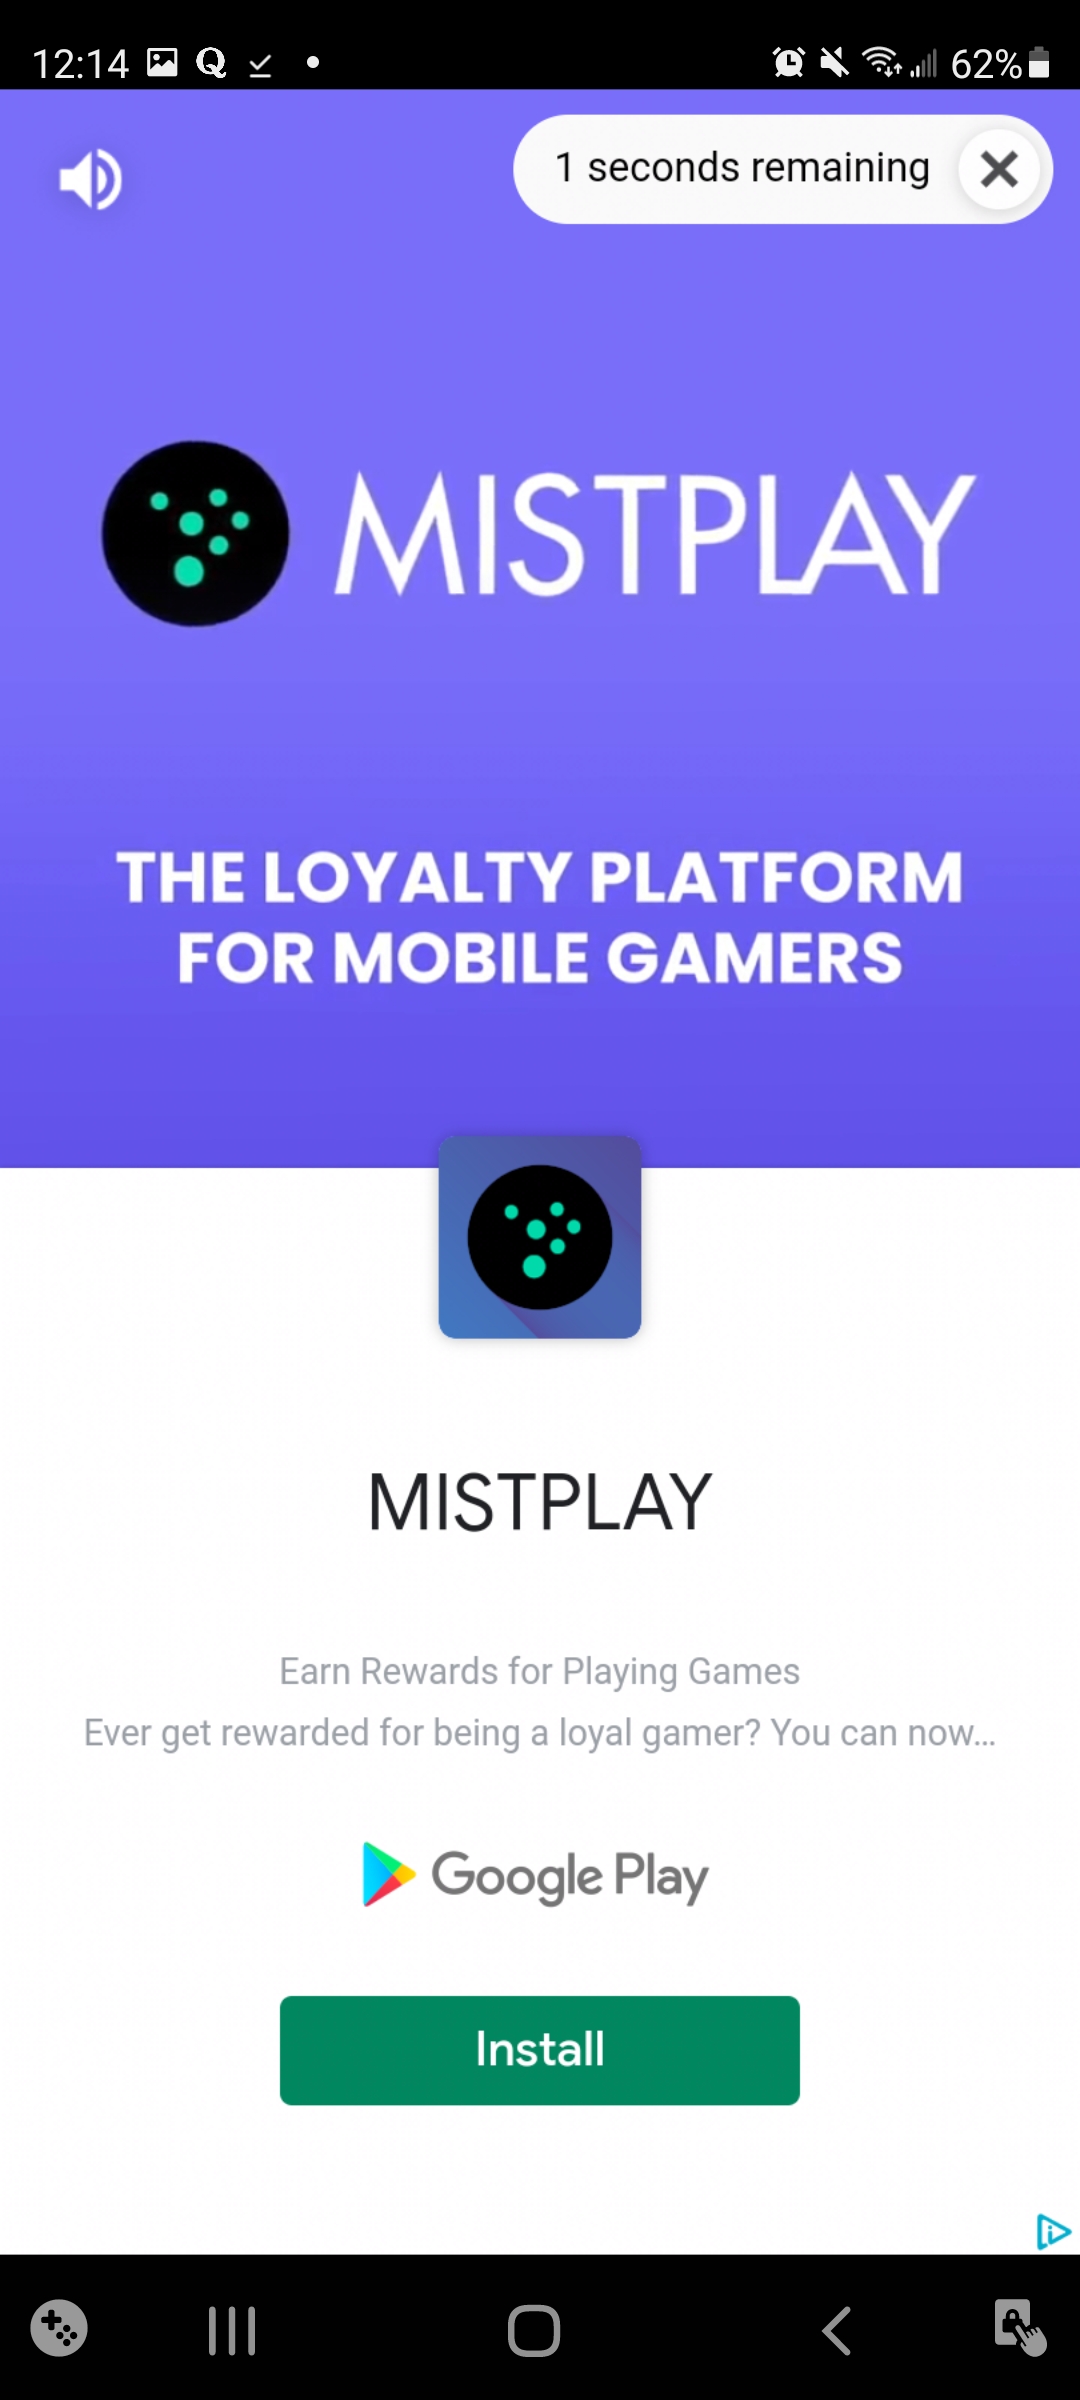 12:14
62%
1 seconds remaining
MISTPLAY
THE LOYALTY PLATFORM
FOR MOBILE GAMERS
MISTPLAY
Earn Rewards for Playing Games
Ever get rewarded for being a loyal gamer? You can now...
Google Play
Install